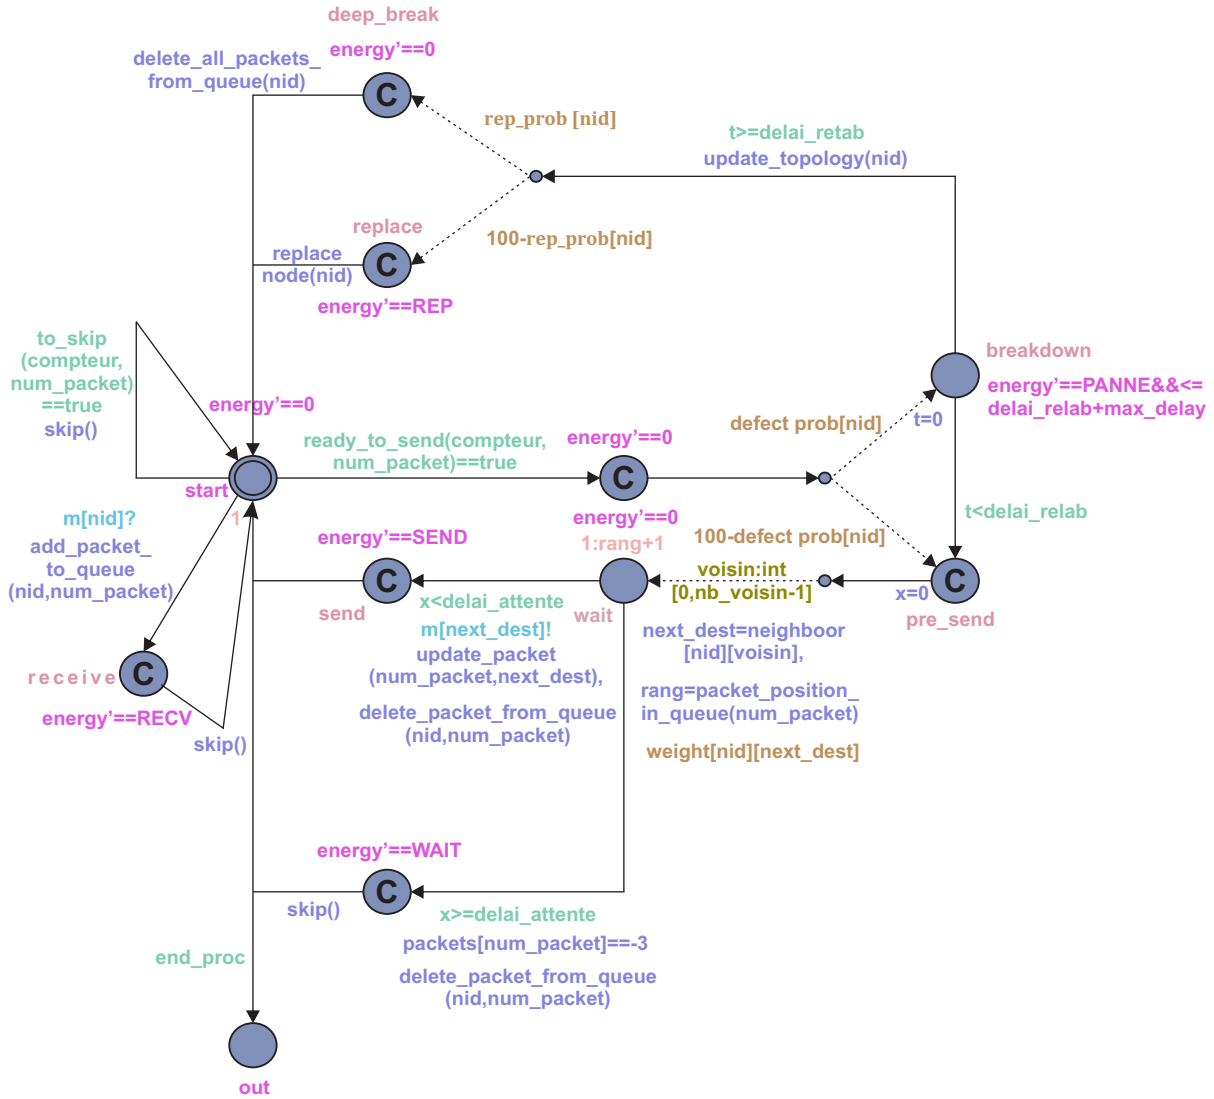 deep_break
energy’==0
delete_all_packets_
from_queue(nid)
C
rep_prob [nid]
t>=delai_retab
update_topology(nid)
replace
100-rep_prob[nid]
replace
node(nid)
C
energy’==REP
to_skip
(compteur,
num_packet)
==true
skip()
energy’==0
breakdown
energy’==PANNE&&<=
delai_relab+max_delay
defect prob[nid]
t=0
ready_to_send(compteur,
num_packet)==true
energy’==0
C
start
1
t<delai_relab
energy’==0
1:rang+1
100-defect prob[nid]
m[nid]?
add_packet_
to_queue
(nid,num_packet)
energy’==SEND
C
send
x<delai_attente
m[next_dest]!
update_packet
(num_packet,next_dest),
delete_packet_from_queue
(nid,num_packet)
wait
voisin:int
[0,nb_voisin-1]
x=0
C
pre_send
next_dest=neighboor
[nid][voisin],
rang=packet_position_
in_queue(num_packet)
weight[nid][next_dest]
receive
C
energy’==RECV
skip()
energy’==WAIT
C
skip()
x>=delai_attente
packets[num_packet]==-3
delete_packet_from_queue
(nid,num_packet)
end_proc
out